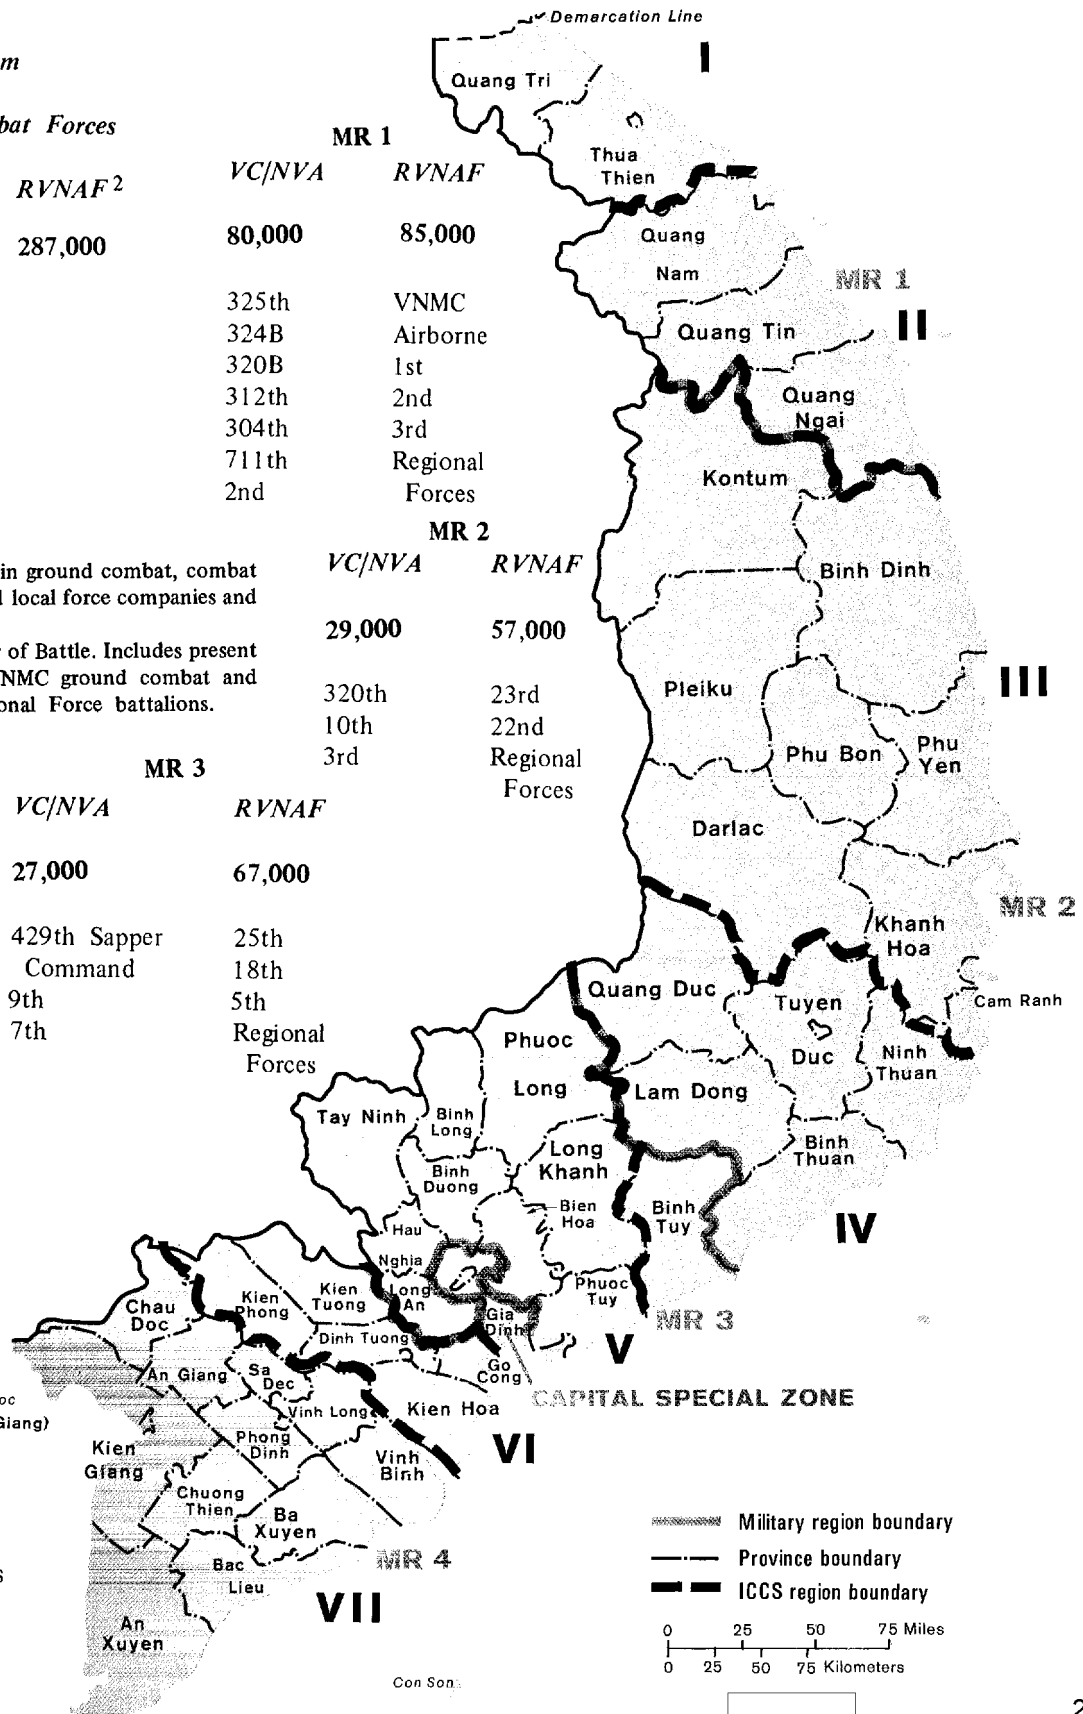 Demarcation Line
m
bat Forces
RVNAF 2
287,000
MR 1
VC/NVA RVNAF
80,000 85,000
325th VNMC
324B Airborne
320B 1st
312th 2nd
304th 3rd
711th Regional
2nd Forces
in ground combat, combat
local force companies and
of Battle. Includes present
NMC ground combat and
onal Force battalions.
MR 2
VC/NVA RVNAF
29,000 57,000
320th 23rd
10th 22nd
3rd Regional
Forces
MR 3
VC/NVA RVNAF
27,000 67,000
429th Sapper 25th
Command 18th
9th 5th
7th Regional
Forces
I
Quang Tri
Thua
Thien
Quang
Nam
MR 1
II
Quang Tin
Quang
Ngai
Kontum
Binh Dinh
III
Pleiku
Phu Bon
Phu
Yen
Darlac
MR 2
Khanh
Hoa
Cam Ranh
Quang Duc
Tuyen
Duc
Ninh
Thuan
Phuoc
Long
Lam Dong
Tay Ninh
Binh
Long
Long
Khanh
Binh
Thuan
Binh
Duong
Bien
Hoa
Binh
Tuy
IV
Hau
Nghia
Phuoc
Tuy
MR 3
Long
An
Gia
Dinh
V
Kien
Tuong
Kien
Phong
Chau
Doc
Dinh Tuong
Go
Cong
CAPITAL SPECIAL ZONE
An Giang
Sa
Dec
oc
Giang)
Vinh Long
Kien Hoa
VI
Kien
Giang
Phong
Dinh
Vinh
Binh
Chuong
Thien
Ba
Xuyen
MR 4
Bac
Lieu
VII
An
Xuyen
S
Con Son
Military region boundary
Province boundary
ICCS region boundary
0 25 50 75 Miles
0 25 50 75 Kilometers
2